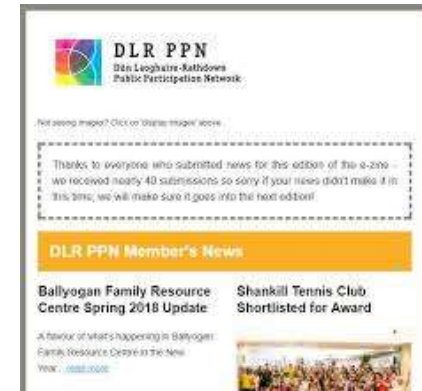 DLR PPN
Dún Laoghaire-Rathdown
Public Participation Network
Not seeing images? Click on 'display images' above.
Thanks to everyone who submitted news for this edition of the e-zine -
we received nearly 40 submissions so sorry if your news didn't make it in
this time, we will make sure it goes into the next edition!
DLR PPN Member's News
Ballyogan Family Resource
Centre Spring 2018 Update
A flavour of what's happening in Ballyogan
Family Resource Centre in the New
Year... read more
Shankill Tennis Club
Shortlisted for Award